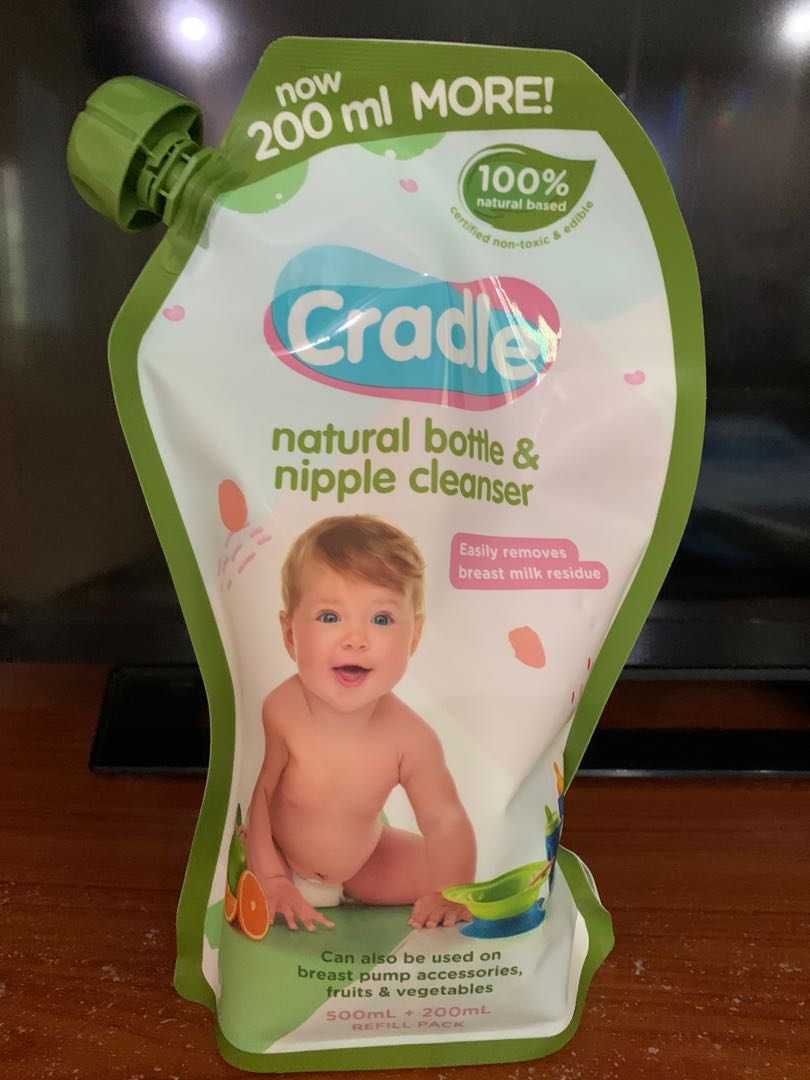 now
200 ml MORE!
100%
natural based
certified non-toxic & edible
Cradle
natural bottle &
nipple cleanser
Easily removes
breast milk residue
Can also be used on
breast pump accessories,
fruits & vegetables
500mL + 200mL
REFILL PACK